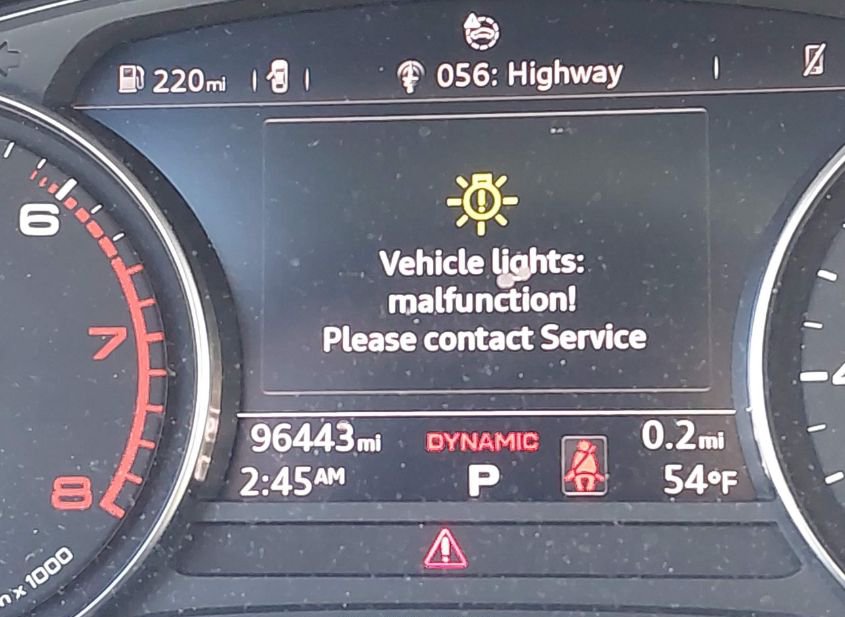 220mi
056: Highway
6
7
8
n x 1000
Vehicle lights:
malfunction!
Please contact Service
96443mi
DYNAMIC
0.2mi
2:45AM
P
54°F